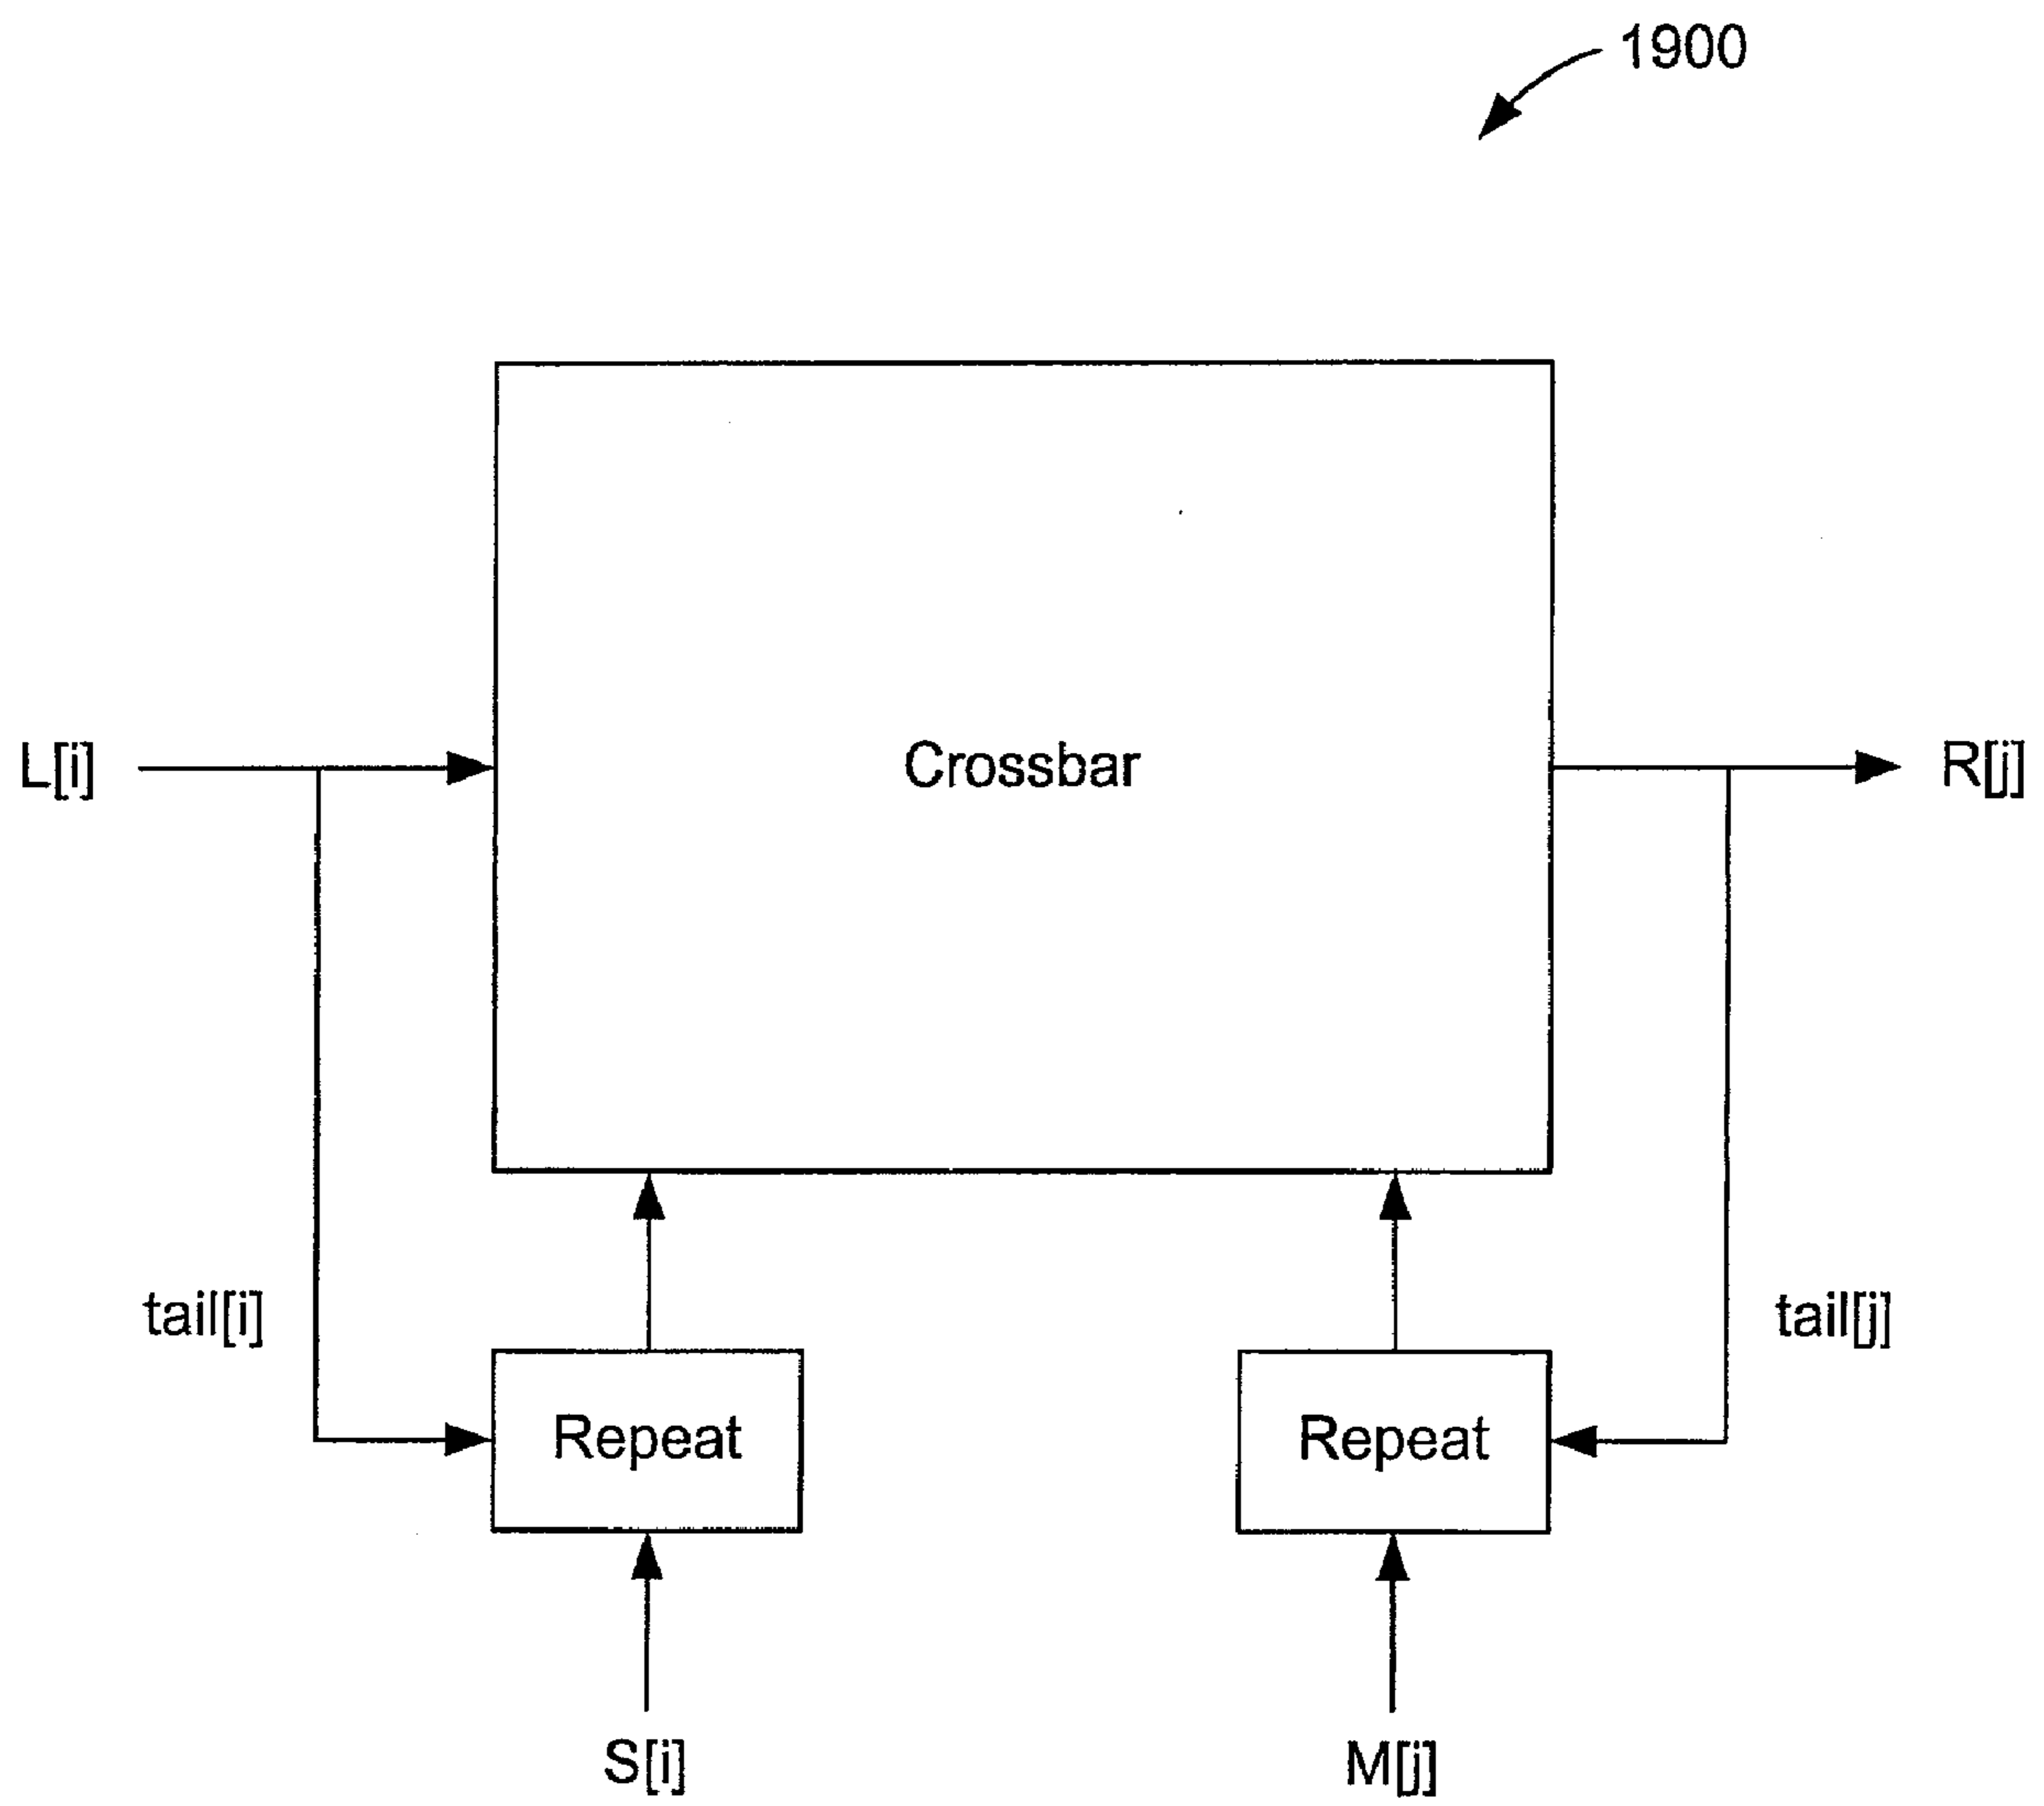 1900
L[i]
Crossbar
R[j]
tail[i]
tail[j]
Repeat
Repeat
S[i]
M[j]